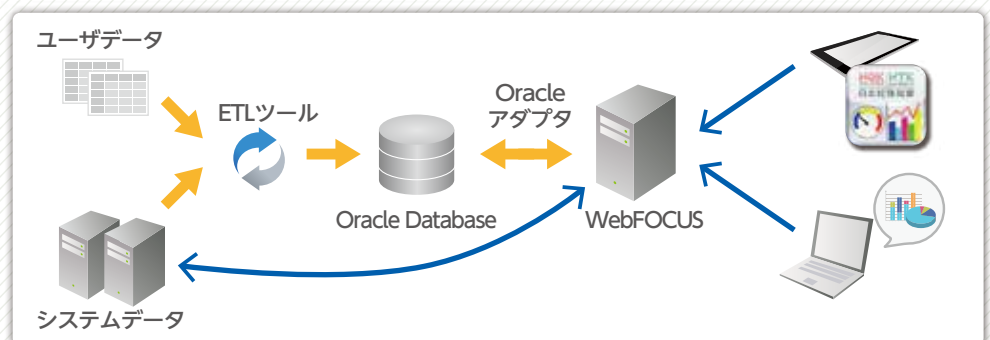 ユーザデータ
ETLツール
Oracle
アダプタ
Oracle Database
WebFOCUS
システムデータ